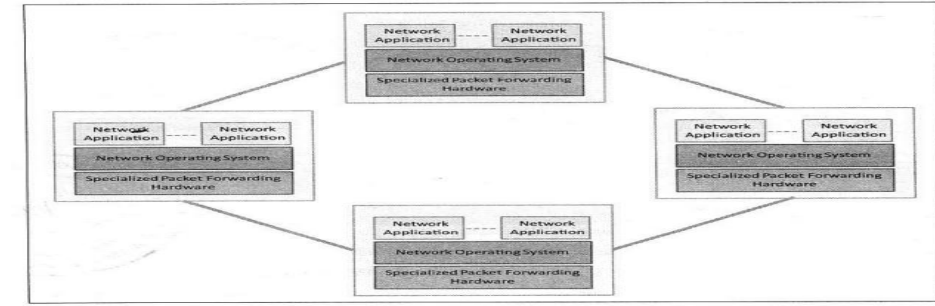 Network Application Network Application
Network Operating System
Specialized Packet Forwarding
Hardware
Network Application Network Application
Network Operating System
Specialized Packet Forwarding
Hardware
Network Application Network Application
Network Operating System
Specialized Packet Forwarding
Hardware
Network Application Network Application
Network Operating System
Specialized Packet Forwarding
Hardware